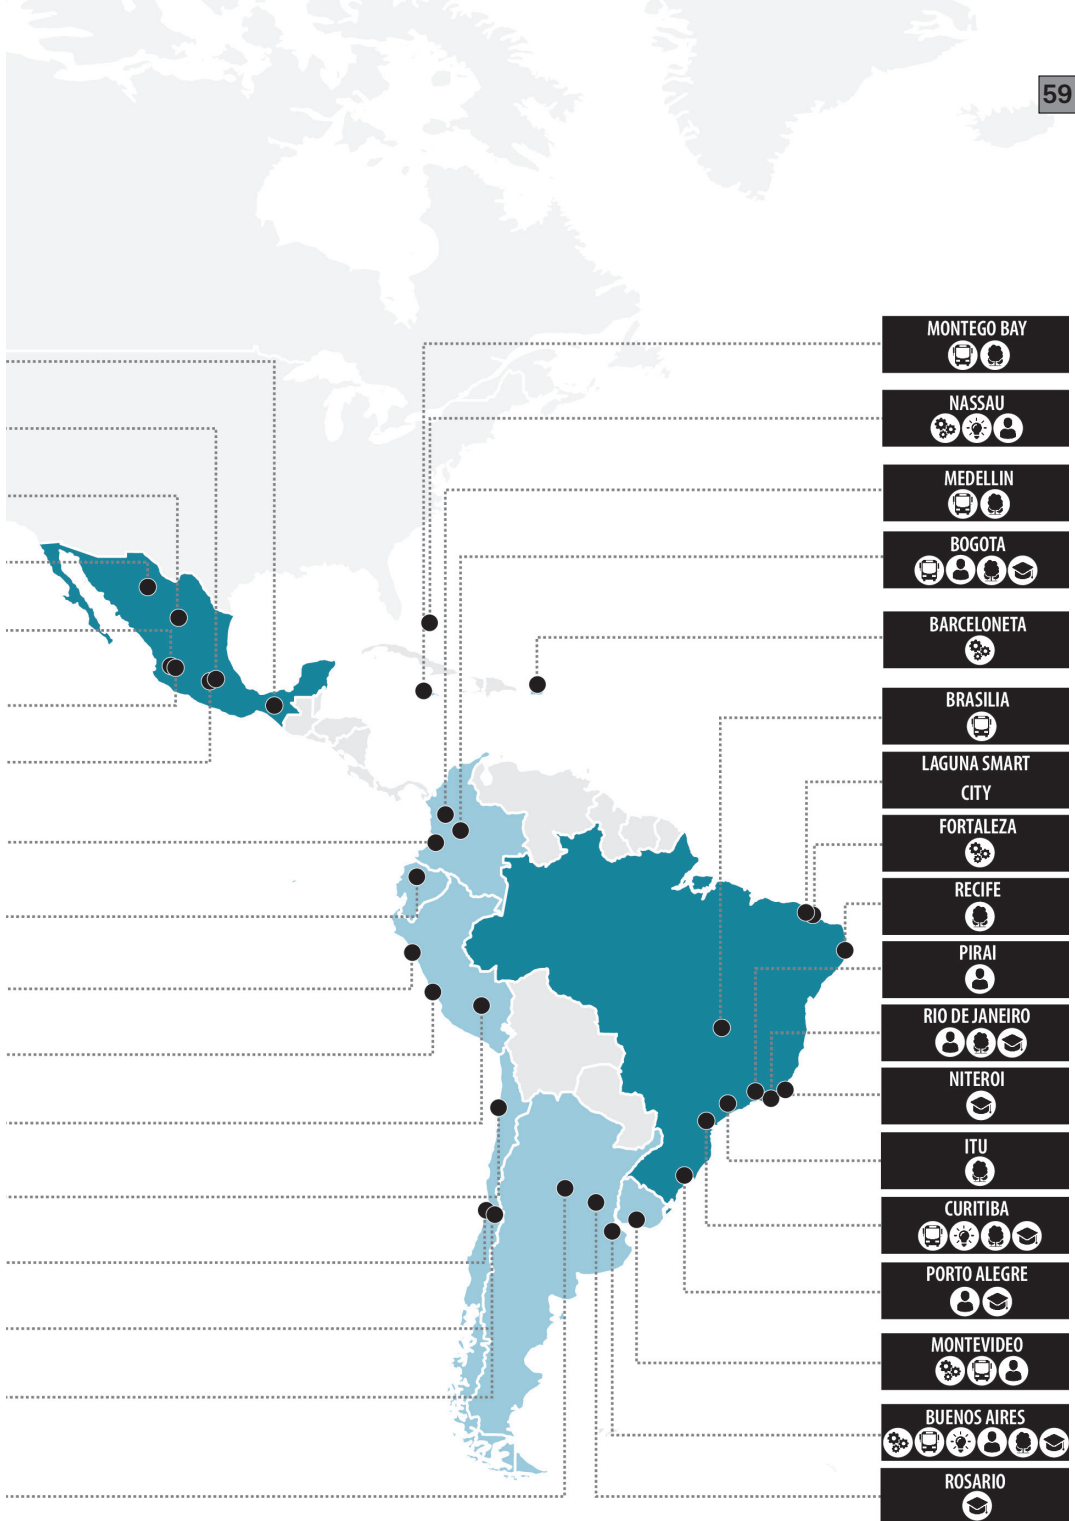 59
MONTEGO BAY
NASSAU
MEDELLIN
BOGOTA
BARCELONETA
BRASILIA
LAGUNA SMART
CITY
FORTALEZA
RECIFE
PIRAI
RIO DE JANEIRO
NITEROI
ITU
CURITIBA
PORTO ALEGRE
MONTEVIDEO
BUENOS AIRES
ROSARIO